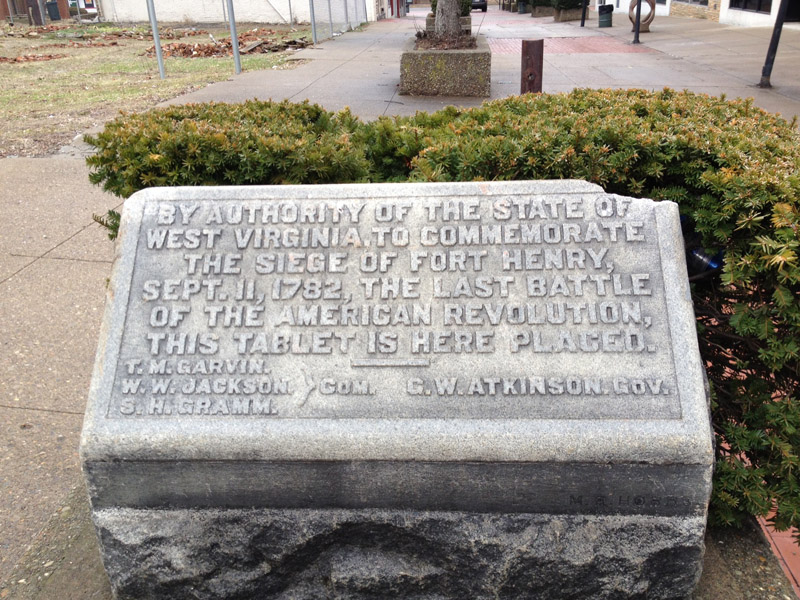 BY AUTHORITY OF THE STATE OF
WEST VIRGINIA, TO COMMEMORATE
THE SIEGE OF FORT HENRY,
SEPT. 11, 1782, THE LAST BATTLE
OF THE AMERICAN REVOLUTION,
THIS TABLET IS HERE PLACED.
T. M. GARVIN.
W. W. JACKSON. } COM. G. W. ATKINSON. GOV.
S. H. GRAMM.